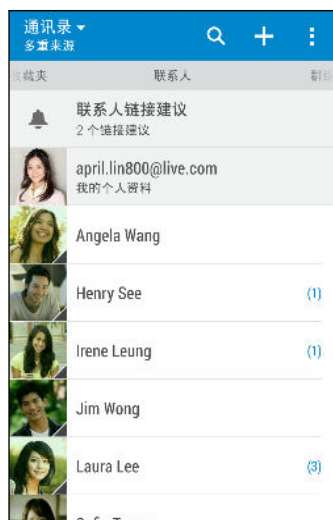 通讯录
多重来源
藏夹
联系人
联系人链接建议
2 个链接建议
april.lin800@live.com
我的个人资料
Angela Wang
Henry See
(1)
Irene Leung
(1)
Jim Wong
Laura Lee
(3)